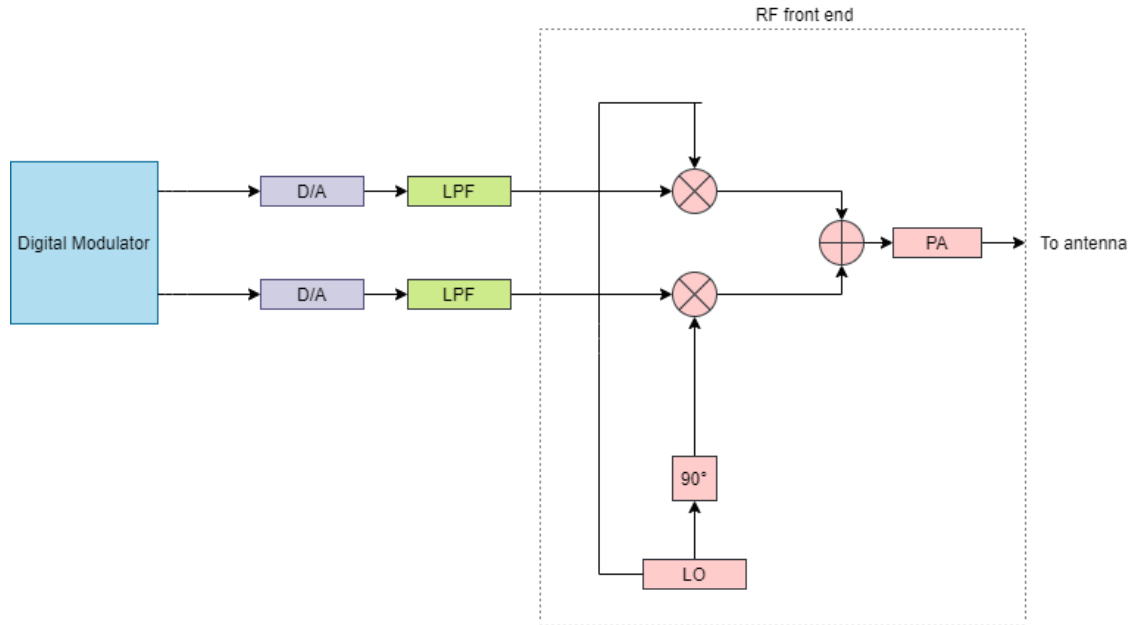 RF front end
D/A
LPF
Digital Modulator
PA
To antenna
D/A
LPF
90°
LO